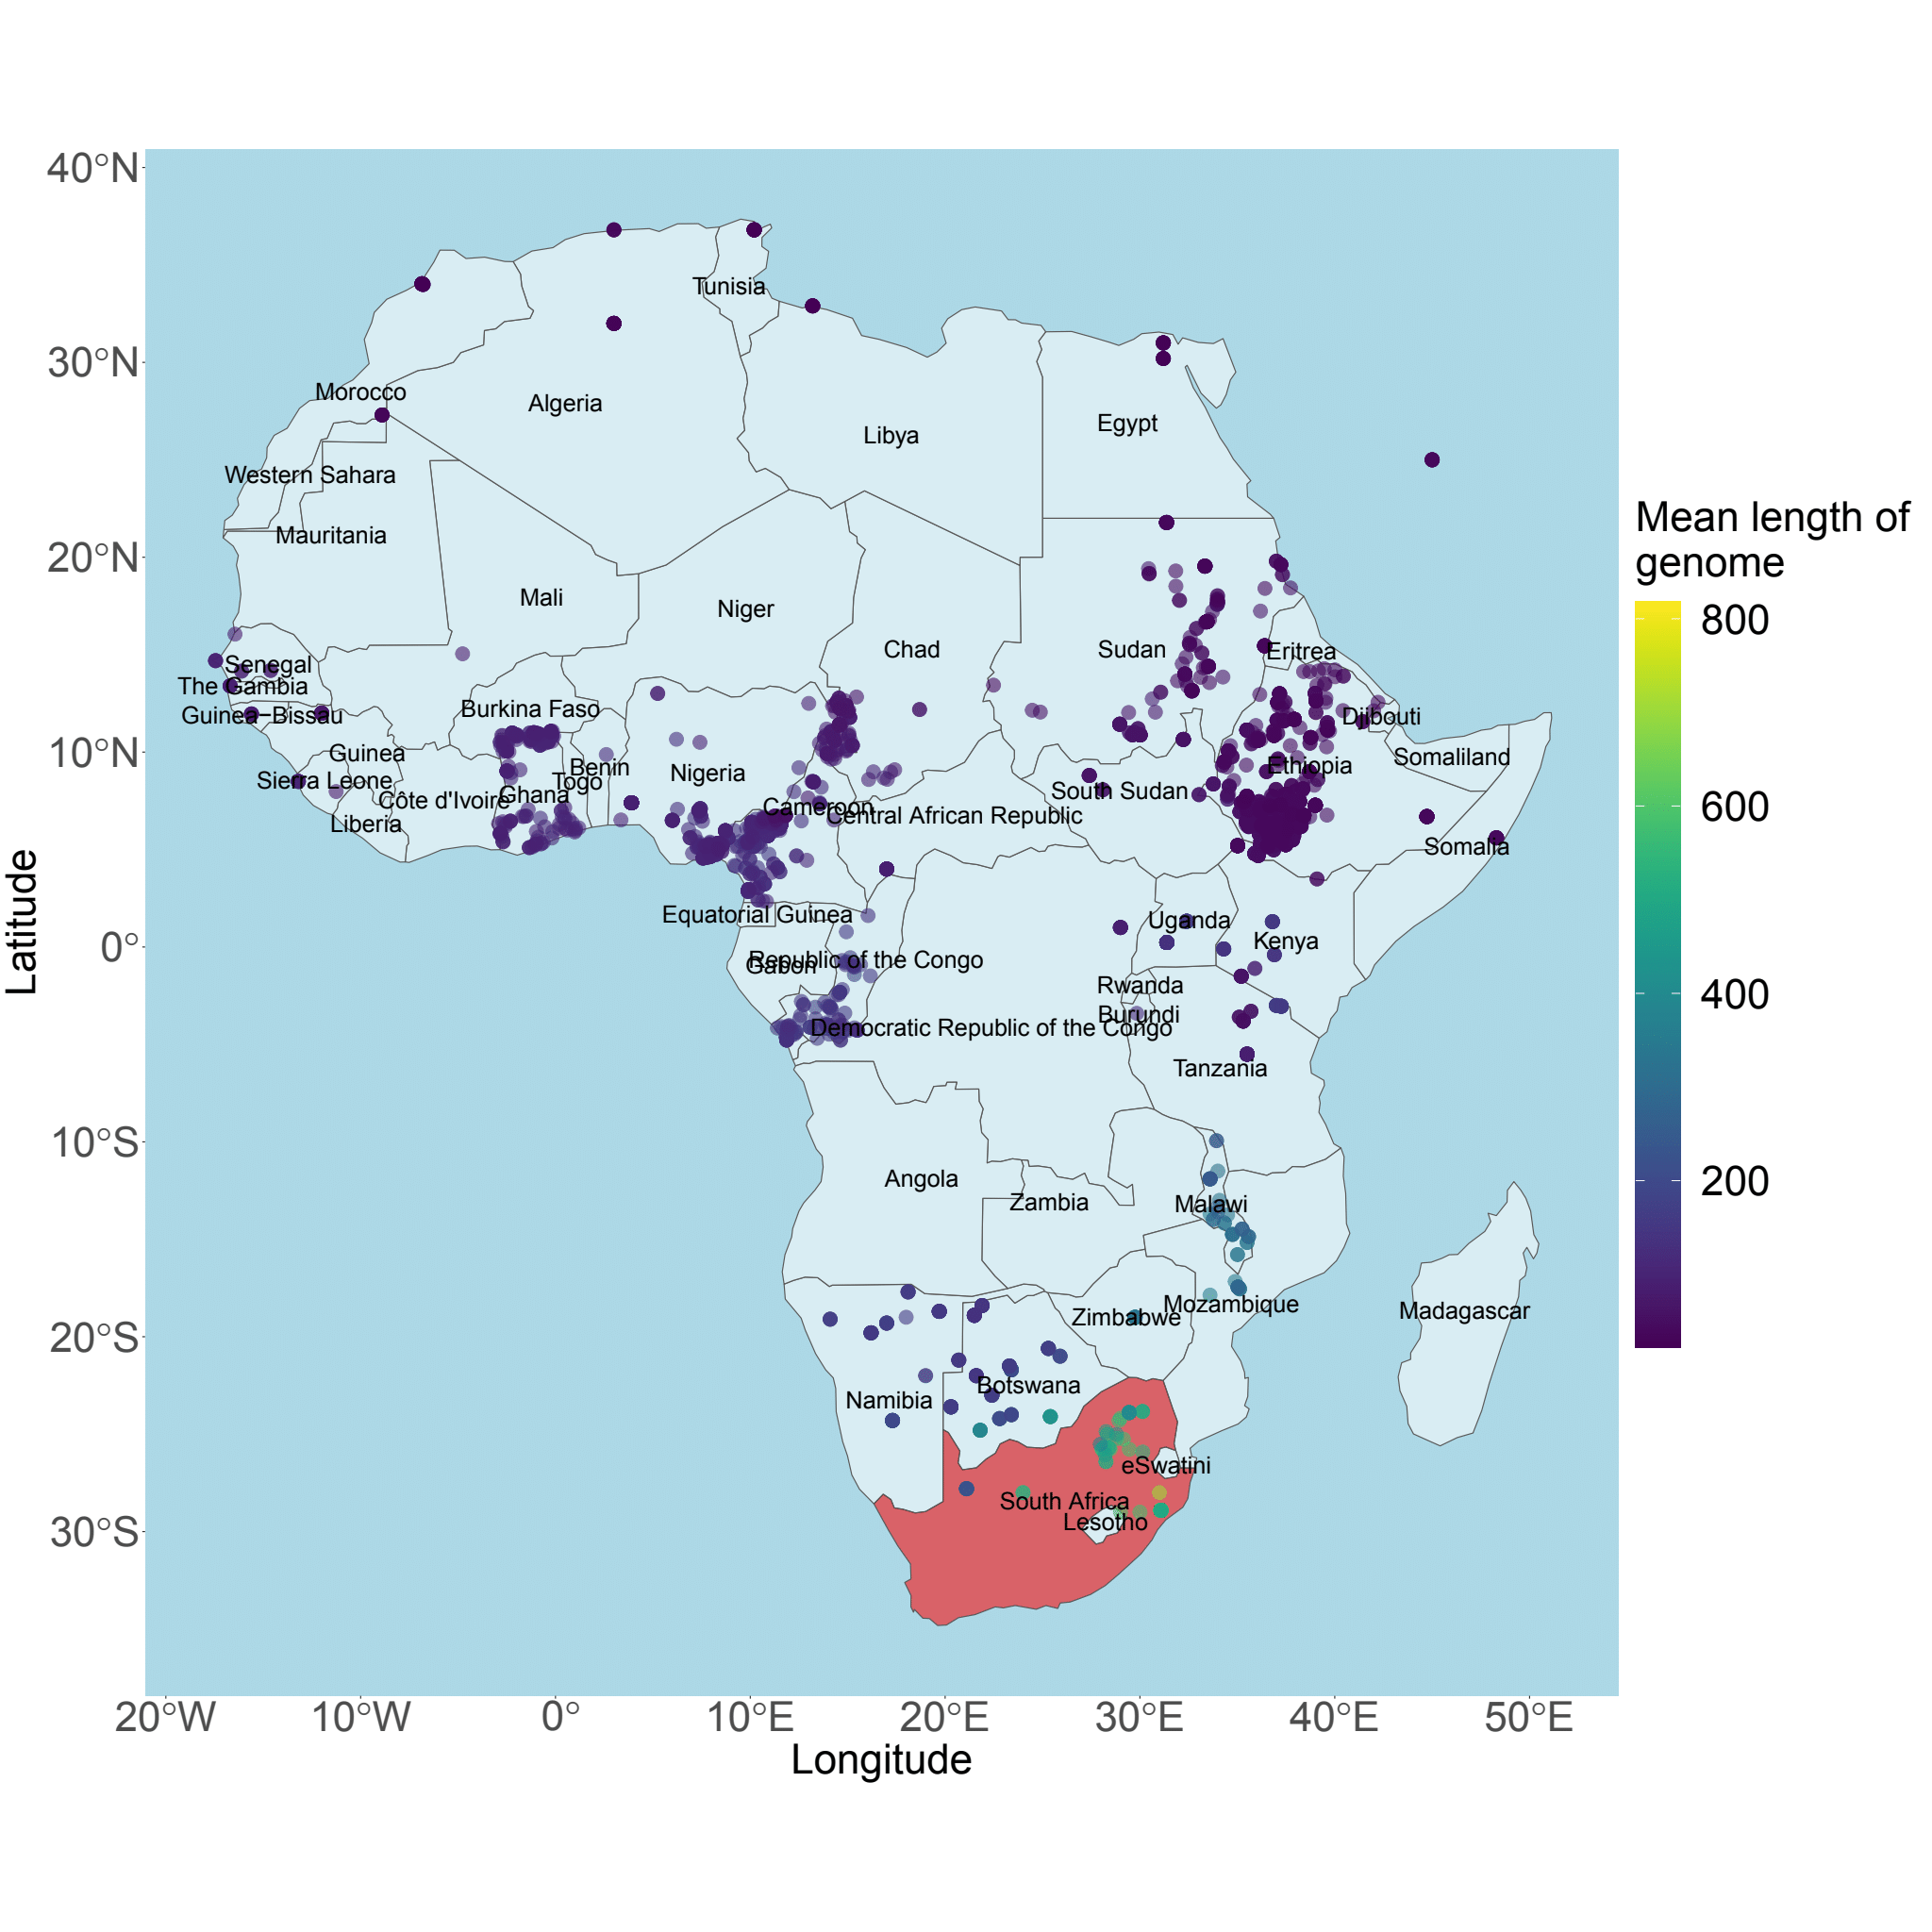 40°N
30°N
20°N
10°N
0°
10°S
20°S
30°S
Latitude
20°W
10°W
0°
10°E
20°E
30°E
40°E
50°E
Longitude
Tunisia
Morocco
Algeria
Libya
Egypt
Western Sahara
Mauritania
Mali
Niger
Chad
Sudan
Eritrea
Senegal
The Gambia
Guinea-Bissau
Burkina Faso
Djibouti
Guinea
Somaliland
Sierra Leone
Benin
Togo
Nigeria
Ethiopia
Côte d'Ivoire
Ghana
South Sudan
Cameroon
Central African Republic
Liberia
Somalia
Equatorial Guinea
Uganda
Kenya
Republic of the Congo
Gabon
Rwanda
Burundi
Democratic Republic of the Congo
Tanzania
Angola
Zambia
Malawi
Mozambique
Zimbabwe
Madagascar
Namibia
Botswana
eSwatini
South Africa
Lesotho
Mean length of
genome
800
600
400
200